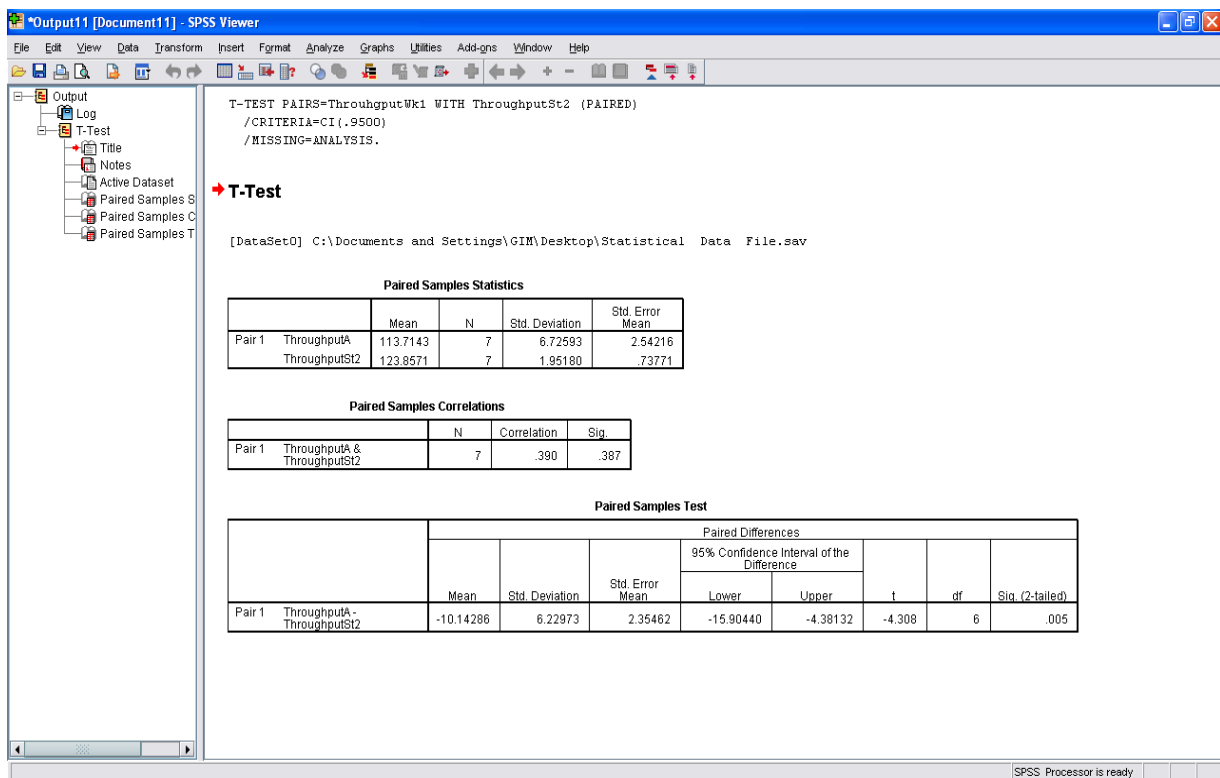 *Output11 [Document11] - SPSS Viewer
File Edit View Data Transform Insert Format Analyze Graphs Utilities Add-ons Window Help
Output
Log
T-Test
Title
Notes
Active Dataset
Paired Samples S
Paired Samples C
Paired Samples T
T-TEST PAIRS=ThrouhgputWk1 WITH ThroughputSt2 (PAIRED)
/CRITERIA=CI(.9500)
/MISSING=ANALYSIS.
T-Test
[DataSet0] C:\Documents and Settings\GIM\Desktop\Statistical Data File.sav
Paired Samples Statistics
Mean N Std. Deviation Std. Error Mean
Pair 1 ThroughputA 113.7143 7 6.72593 2.54216
ThroughputSt2 123.8571 7 1.95180 .73771
Paired Samples Correlations
N Correlation Sig.
Pair 1 ThroughputA & ThroughputSt2 7 .390 .387
Paired Samples Test
Paired Differences
95% Confidence Interval of the Difference
Mean Std. Deviation Std. Error Mean Lower Upper t df Sig. (2-tailed)
Pair 1 ThroughputA - ThroughputSt2 -10.14286 6.22973 2.35462 -15.90440 -4.38132 -4.308 6 .005
SPSS Processor is ready